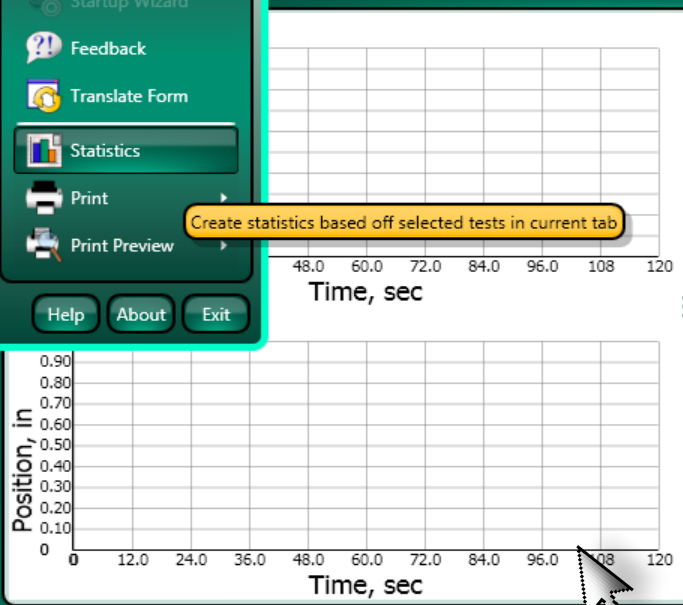 Startup Wizard
Feedback
Translate Form
Statistics
Print
Create statistics based off selected tests in current tab
Print Preview
48.0 60.0 72.0 84.0 96.0 108 120
Time, sec
Help About Exit
Position, in
0.90
0.80
0.70
0.60
0.50
0.40
0.30
0.20
0.10
0
0 12.0 24.0 36.0 48.0 60.0 72.0 84.0 96.0 108 120
Time, sec